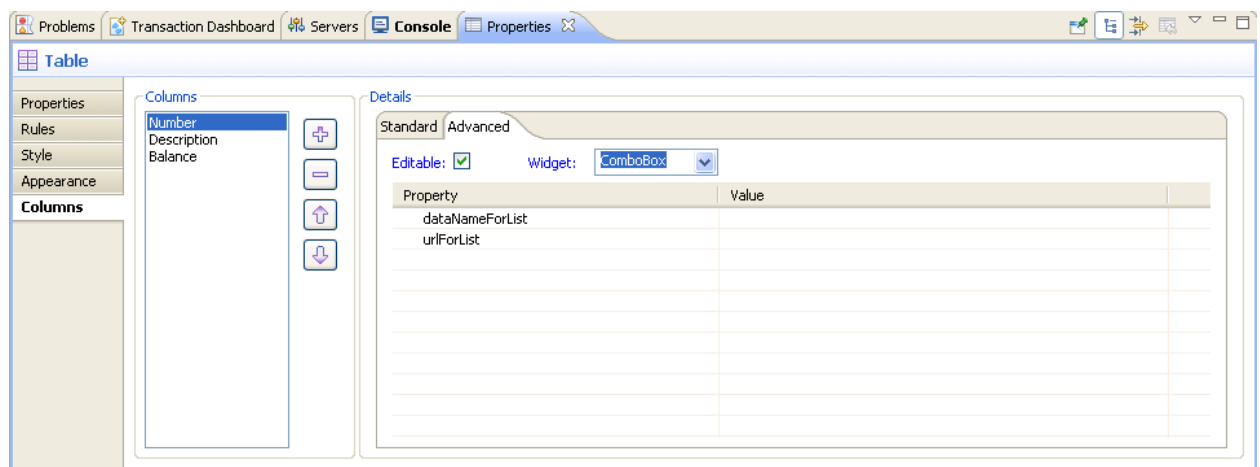 Problems Transaction Dashboard Servers Console Properties
Table
Properties
Rules
Style
Appearance
Columns
Columns
Number
Description
Balance
Details
Standard Advanced
Editable: Widget: ComboBox
Property Value
dataNameForList
urlForList